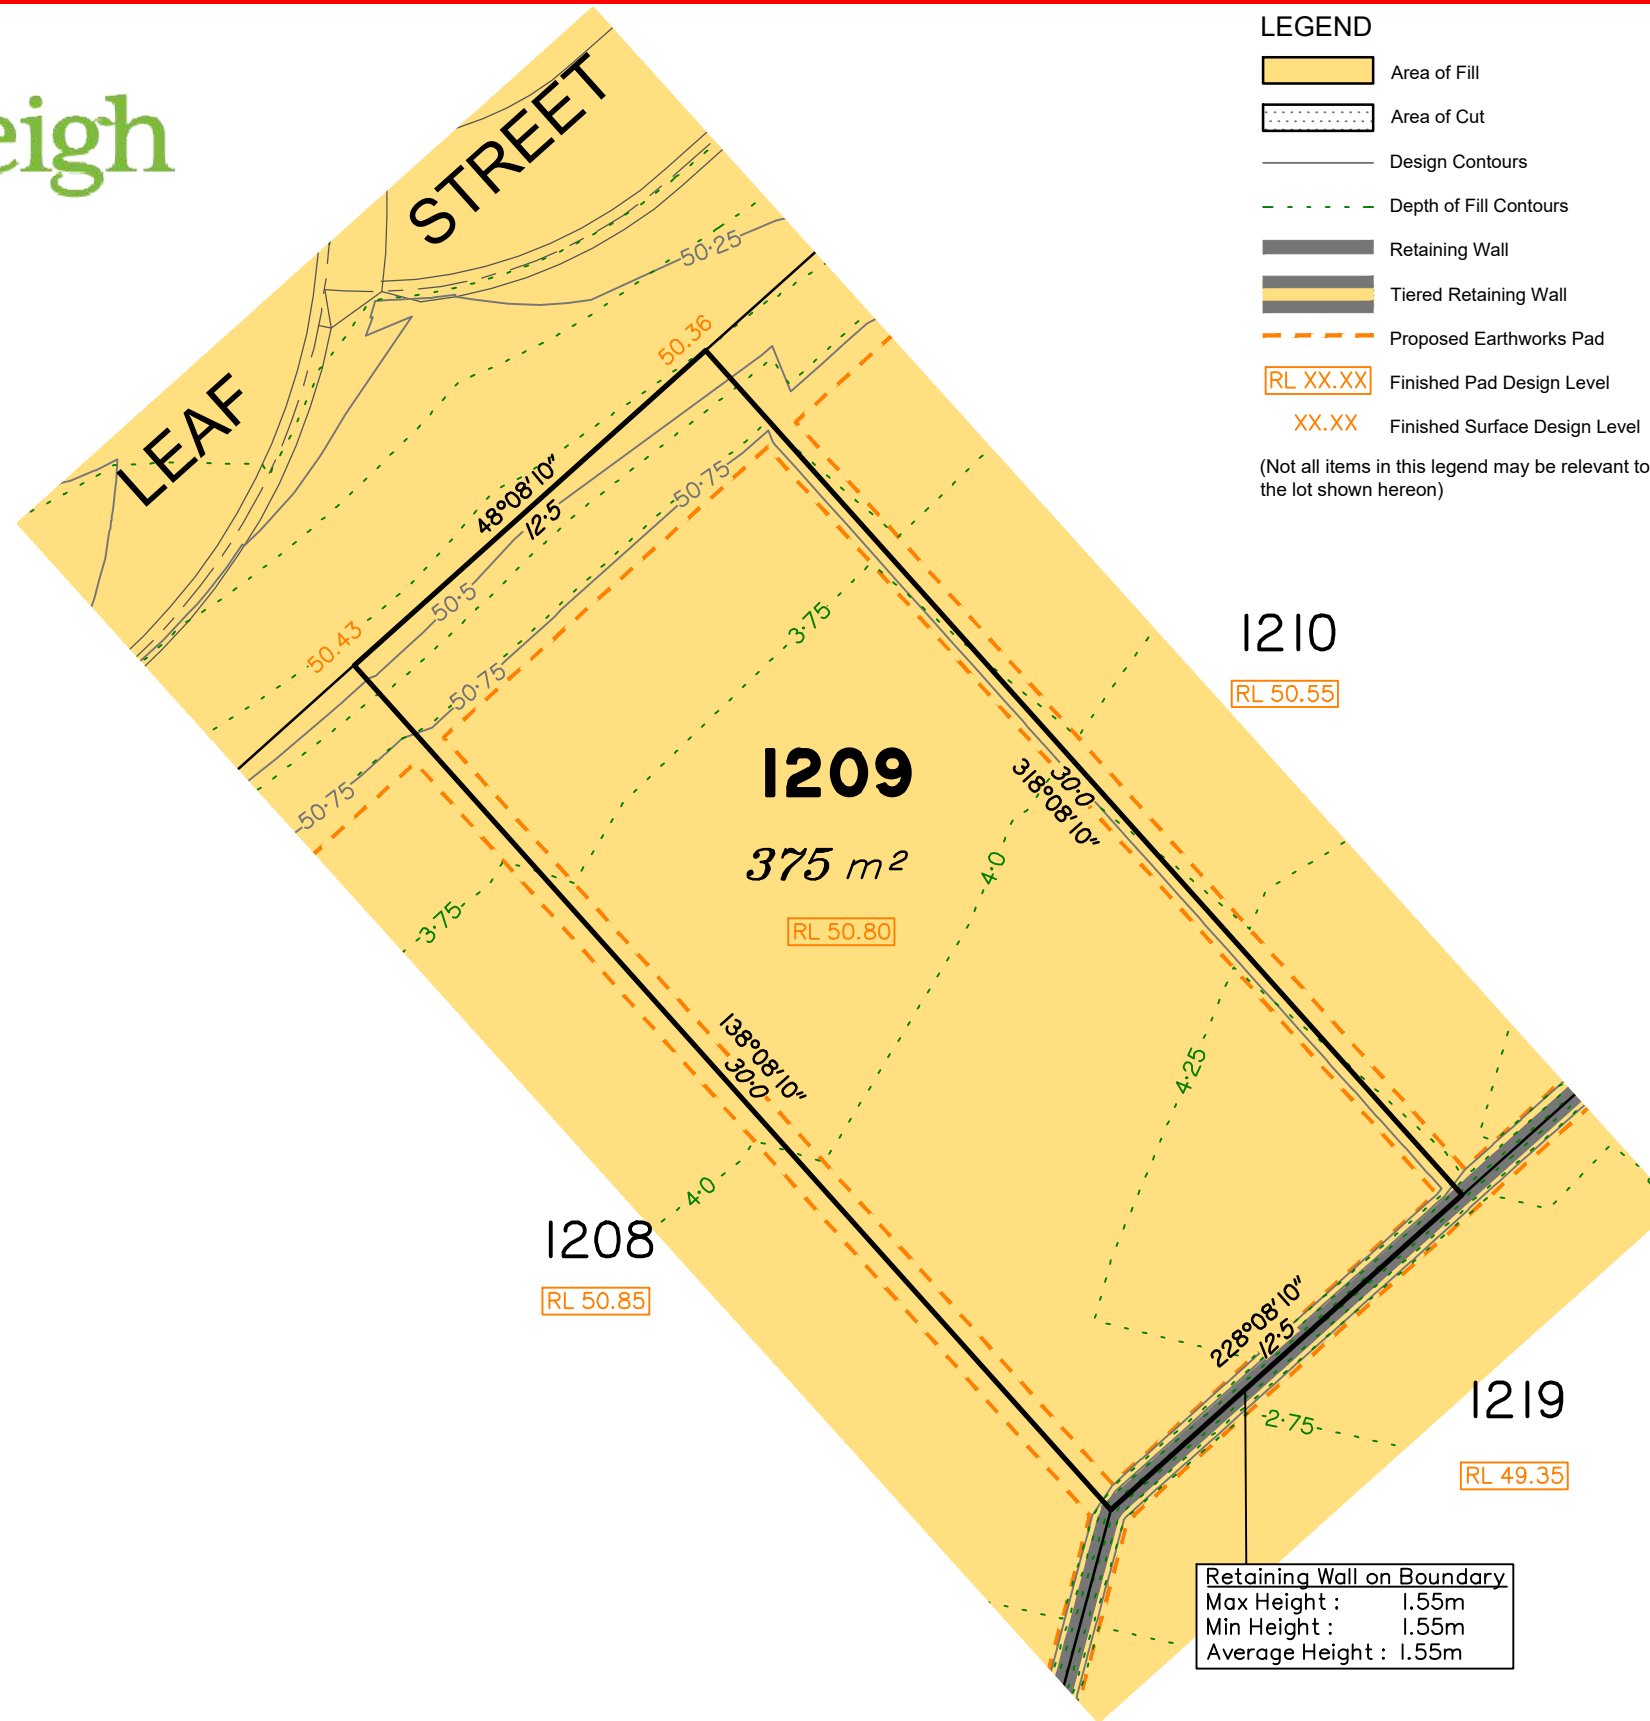 eigh
LEAF STREET
LEGEND
Area of Fill
Area of Cut
Design Contours
Depth of Fill Contours
Retaining Wall
Tiered Retaining Wall
Proposed Earthworks Pad
RL XX.XX Finished Pad Design Level
XX.XX Finished Surface Design Level
(Not all items in this legend may be relevant to
the lot shown hereon)
50·25
50.36
48°08'10"
12·5
50·75
50·5
50.43
50·75
50·75
3·75
1210
RL 50.55
1209
375 m²
RL 50.80
30·0
318°08'10"
4·0
3·75
138°08'10"
30·0
4·25
4·0
1208
RL 50.85
228°08'10"
12·5
2·75
1219
RL 49.35
Retaining Wall on Boundary
Max Height : 1.55m
Min Height : 1.55m
Average Height : 1.55m